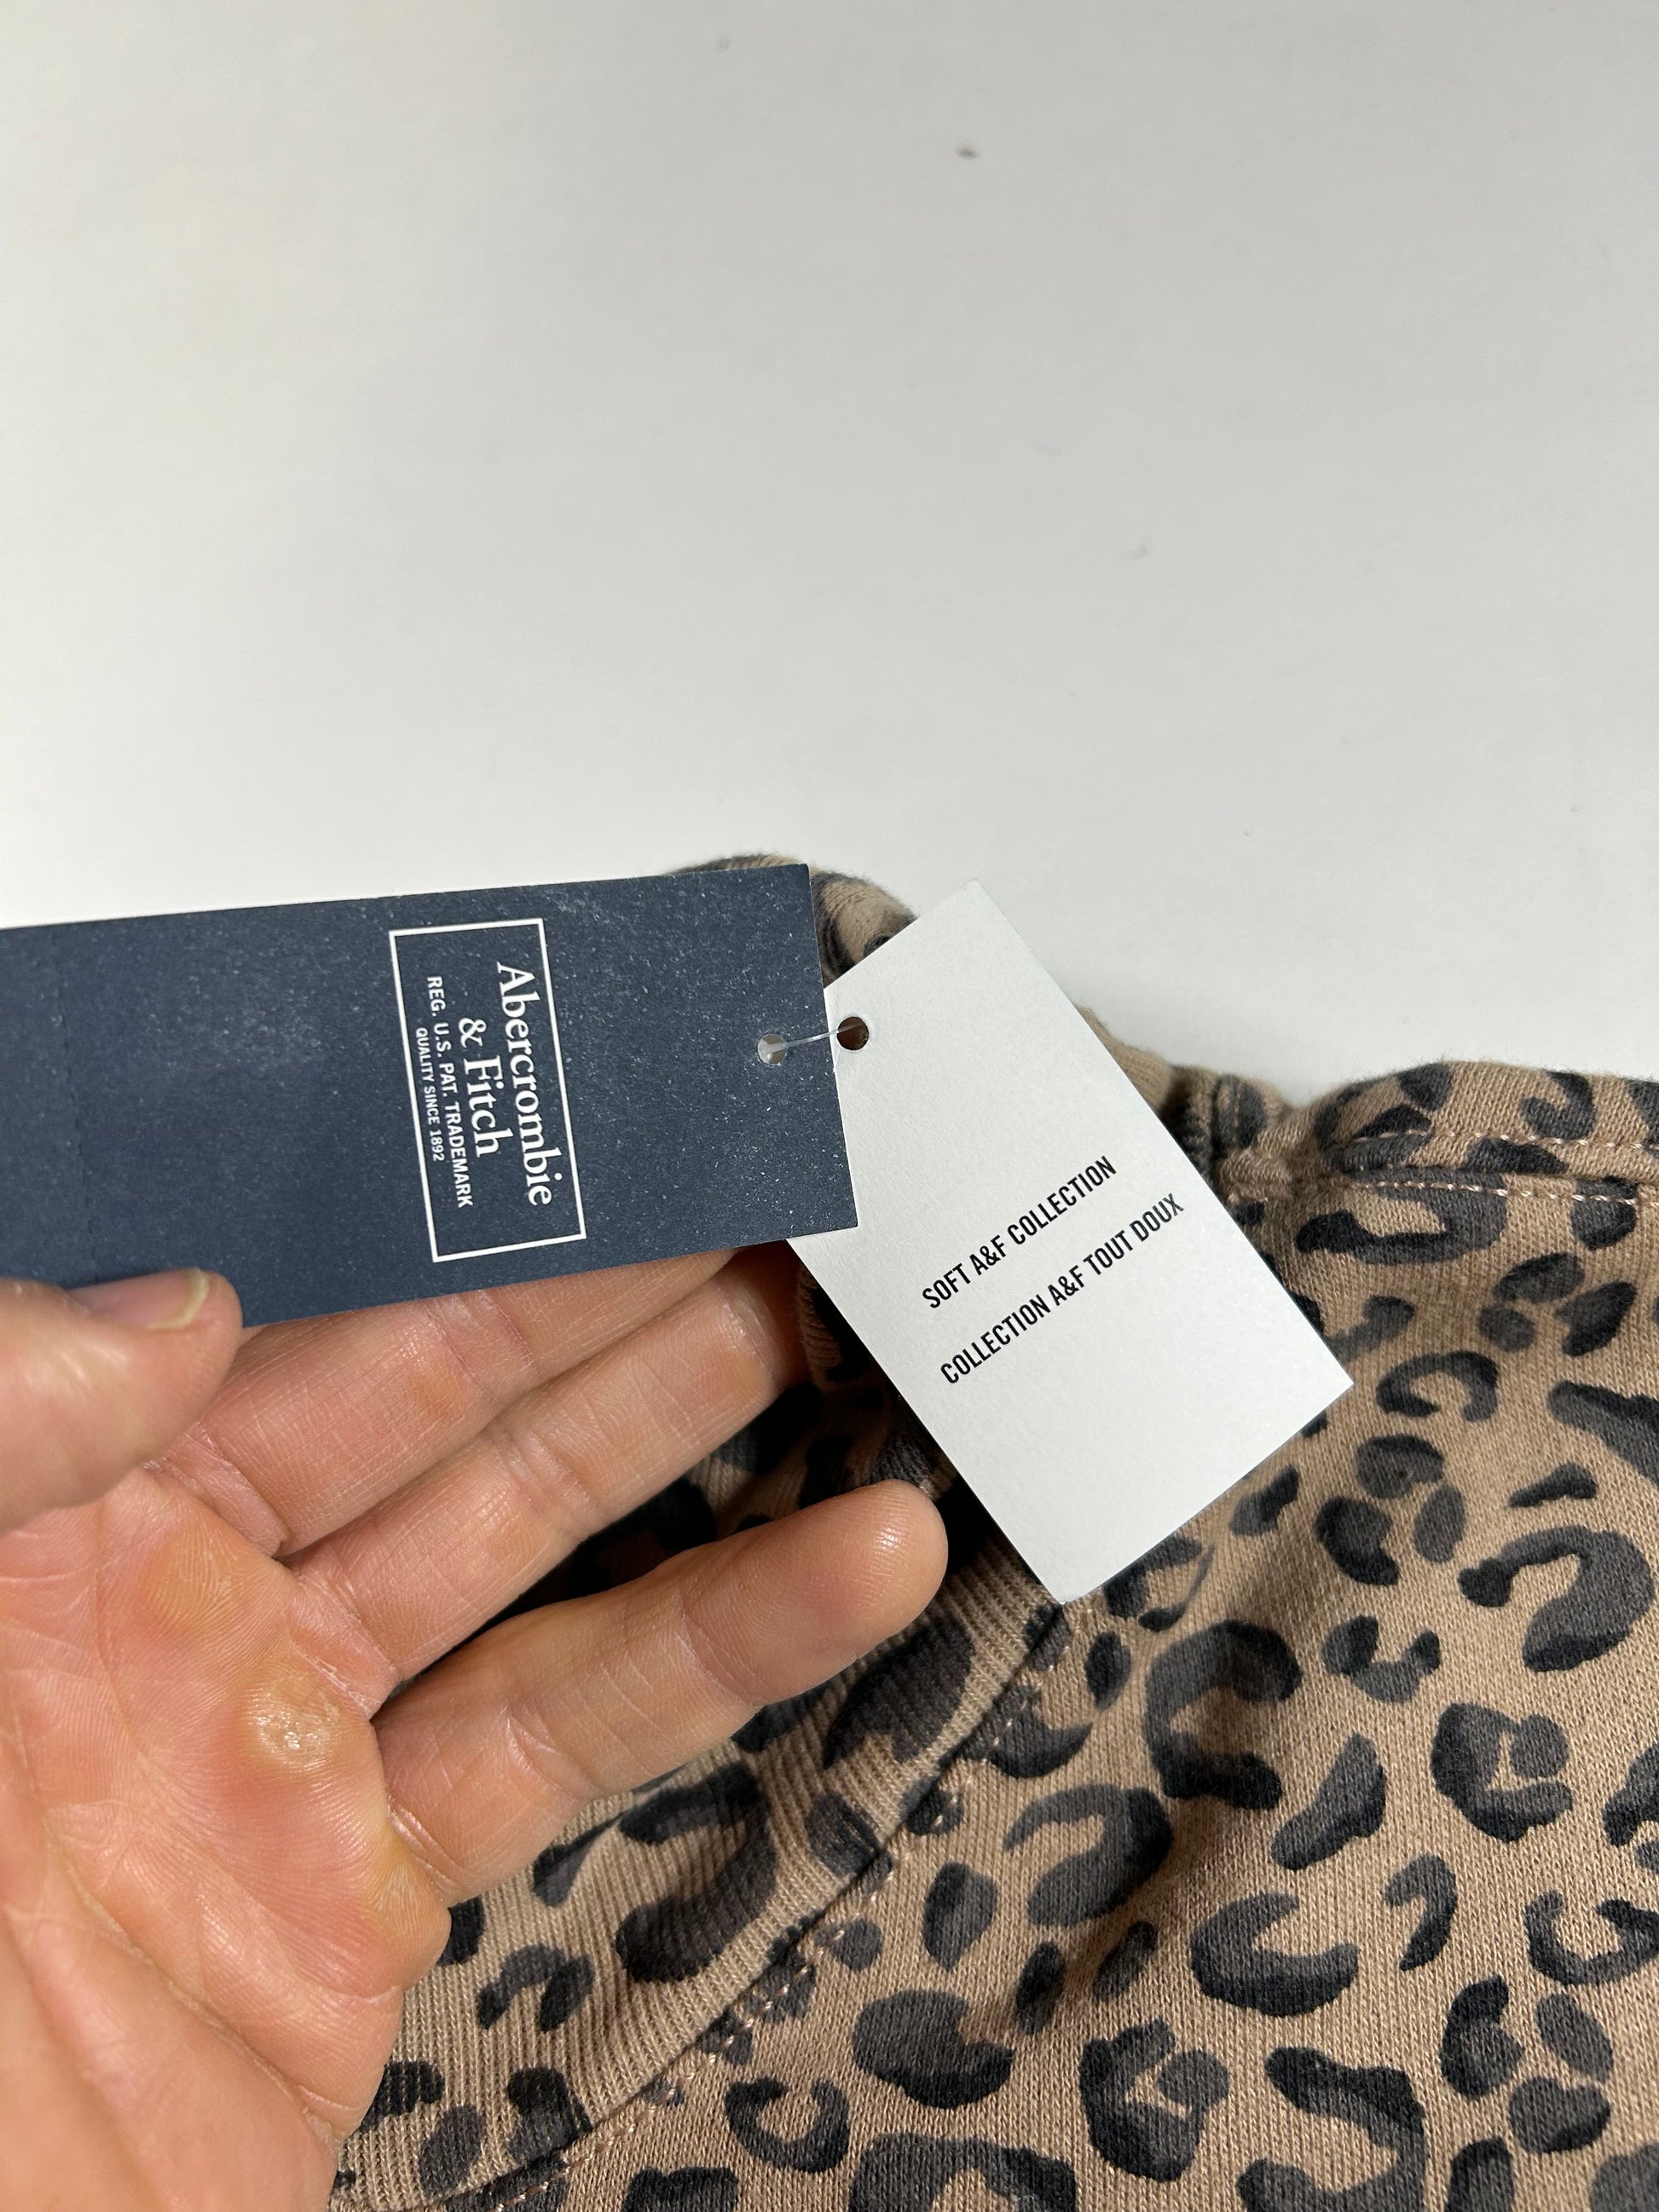 Abercrombie
& Fitch
REG. U.S. PAT. TRADEMARK
QUALITY SINCE 1892
SOFT A&F COLLECTION
COLLECTION A&F TOUT DOUX